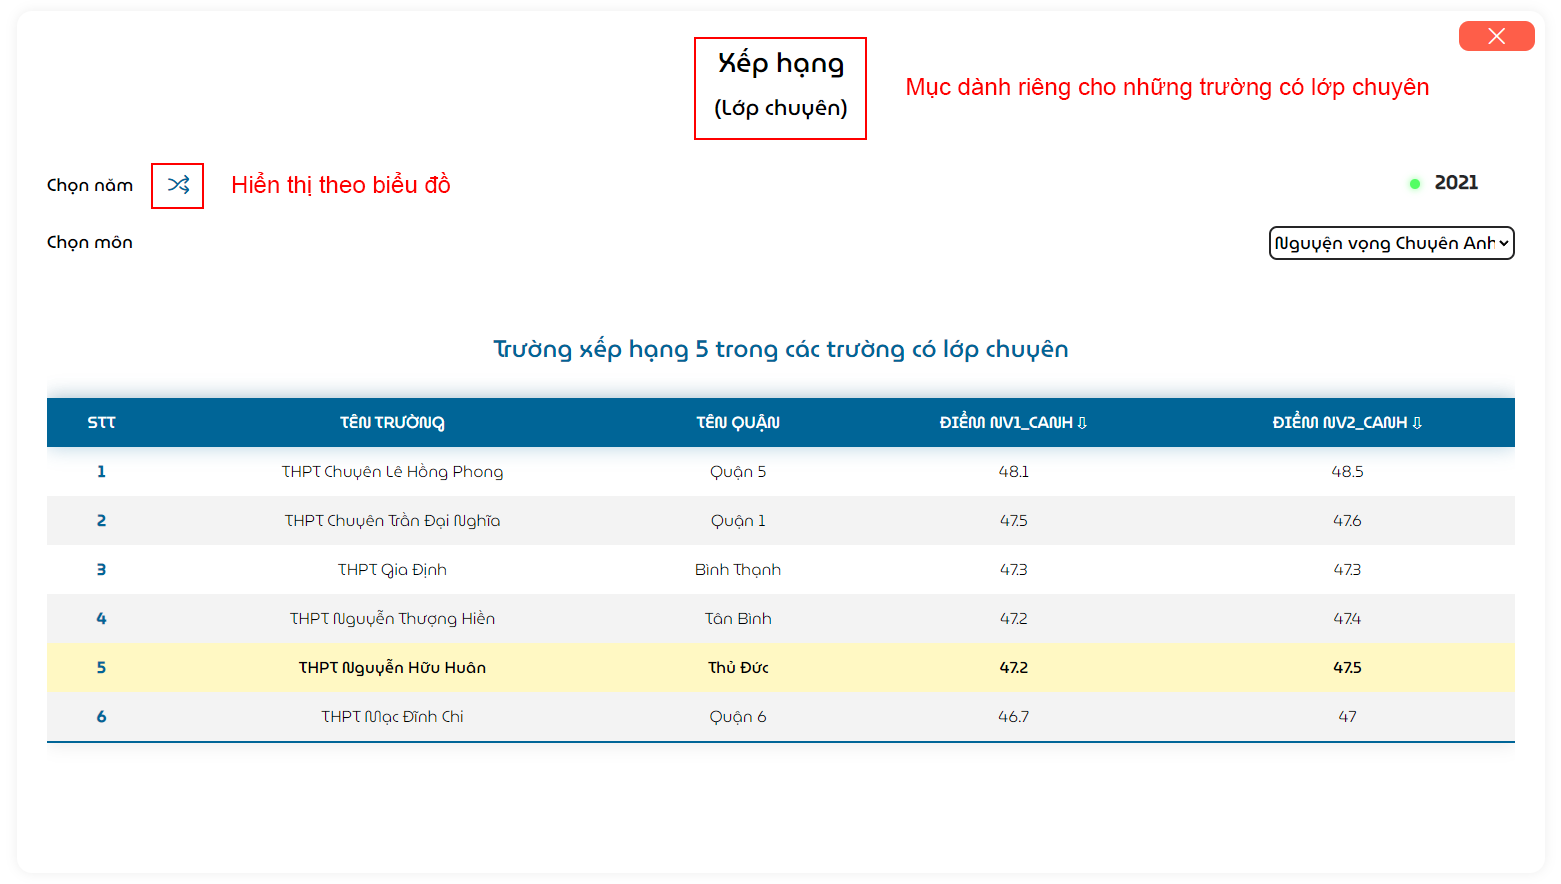 Xếp hạng
(Lớp chuyên)
Mục dành riêng cho những trường có lớp chuyên
Chọn năm
Hiển thị theo biểu đồ
2021
Chọn môn
Nguyện vọng Chuyên Anh
Trường xếp hạng 5 trong các trường có lớp chuyên
STT TÊN TRƯỜNG TÊN QUẬN ĐIỂM NV1_CANH ⇩ ĐIỂM NV2_CANH ⇩
1 THPT Chuyên Lê Hồng Phong Quận 5 48.1 48.5
2 THPT Chuyên Trần Đại Nghĩa Quận 1 47.5 47.6
3 THPT Gia Định Bình Thạnh 47.3 47.3
4 THPT Nguyễn Thượng Hiền Tân Bình 47.2 47.4
5 THPT Nguyễn Hữu Huân Thủ Đức 47.2 47.5
6 THPT Mạc Đĩnh Chi Quận 6 46.7 47